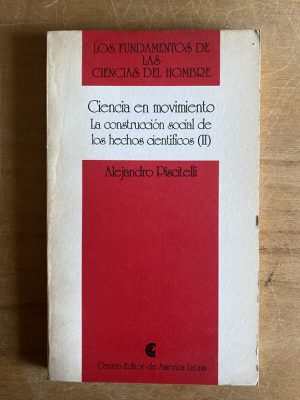 LOS FUNDAMENTOS DE
LAS
CIENCIAS DEL HOMBRE
Ciencia en movimiento
La construcción social de
los hechos científicos (II)
Alejandro Piscitelli
Centro Editor de América Latina